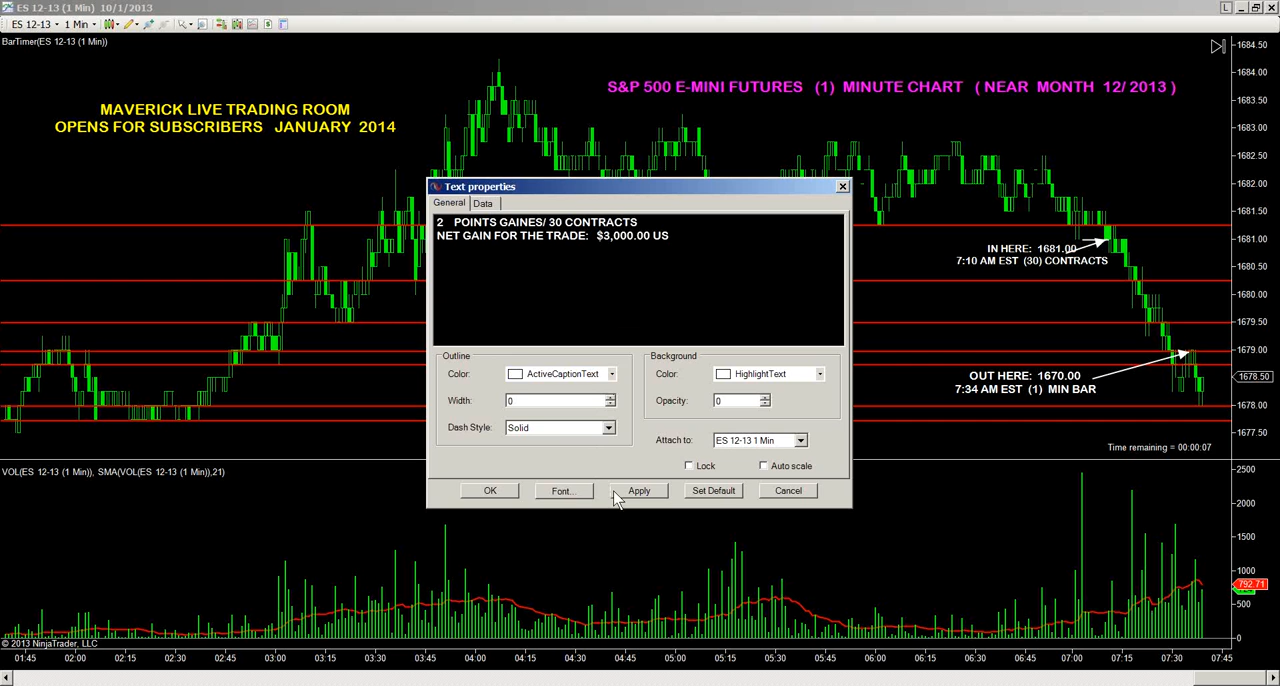 ES 12-13 (1 Min)  10/1/2013
L
ES 12-13
1 Min
BarTimer(ES 12-13 (1 Min))
MAVERICK LIVE TRADING ROOM
OPENS FOR SUBSCRIBERS   JANUARY  2014
S&P 500 E-MINI FUTURES   (1)  MINUTE CHART   ( NEAR  MONTH  12/ 2013 )
1684.50
1684.00
1683.50
1683.00
1682.50
1682.00
1681.50
1681.00
1680.50
1680.00
1679.50
1679.00
1678.50
1678.00
1677.50
Text properties
General
Data
2   POINTS GAINES/ 30 CONTRACTS
NET GAIN FOR THE TRADE:  $3,000.00 US
Outline
Color:
ActiveCaptionText
Width:
0
Dash Style:
Solid
Background
Color:
HighlightText
Opacity:
0
Attach to:
ES 12-13 1 Min
Lock
Auto scale
OK
Font...
Apply
Set Default
Cancel
IN HERE:  1681.00
7:10 AM EST  (30) CONTRACTS
OUT HERE:  1670.00
7:34 AM EST  (1)  MIN BAR
Time remaining = 00:00:07
VOL(ES 12-13 (1 Min)), SMA(VOL(ES 12-13 (1 Min)),21)
2500
2000
1500
1000
792.71
500
0
© 2013 NinjaTrader, LLC
01:45
02:00
02:15
02:30
02:45
03:00
03:15
03:30
03:45
04:00
04:15
04:30
04:45
05:00
05:15
05:30
05:45
06:00
06:15
06:30
06:45
07:00
07:15
07:30
07:45